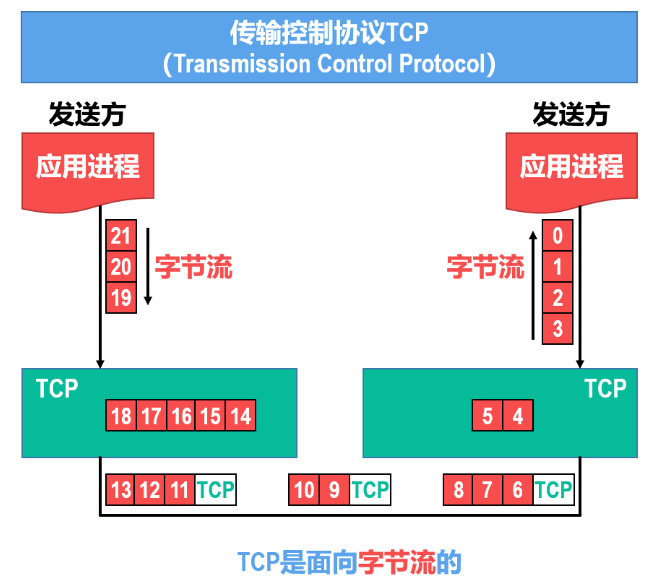 传输控制协议TCP
（Transmission Control Protocol）
发送方
发送方
应用进程
应用进程
21
20
19
字节流
字节流
0
1
2
3
TCP
18 17 16 15 14
TCP
5 4
13 12 11 TCP
10 9 TCP
8 7 6 TCP
TCP是面向字节流的